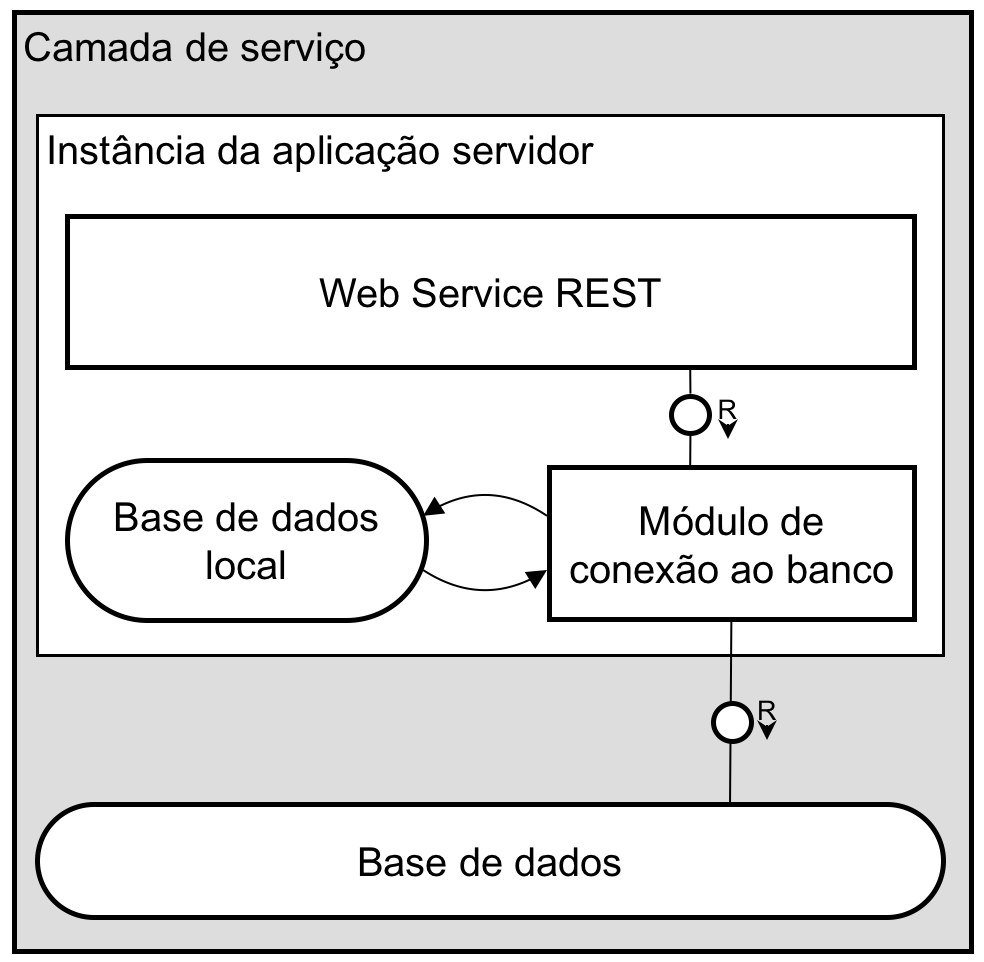 Camada de serviço
Instância da aplicação servidor
Web Service REST
R
Base de dados
local
Módulo de
conexão ao banco
R
Base de dados